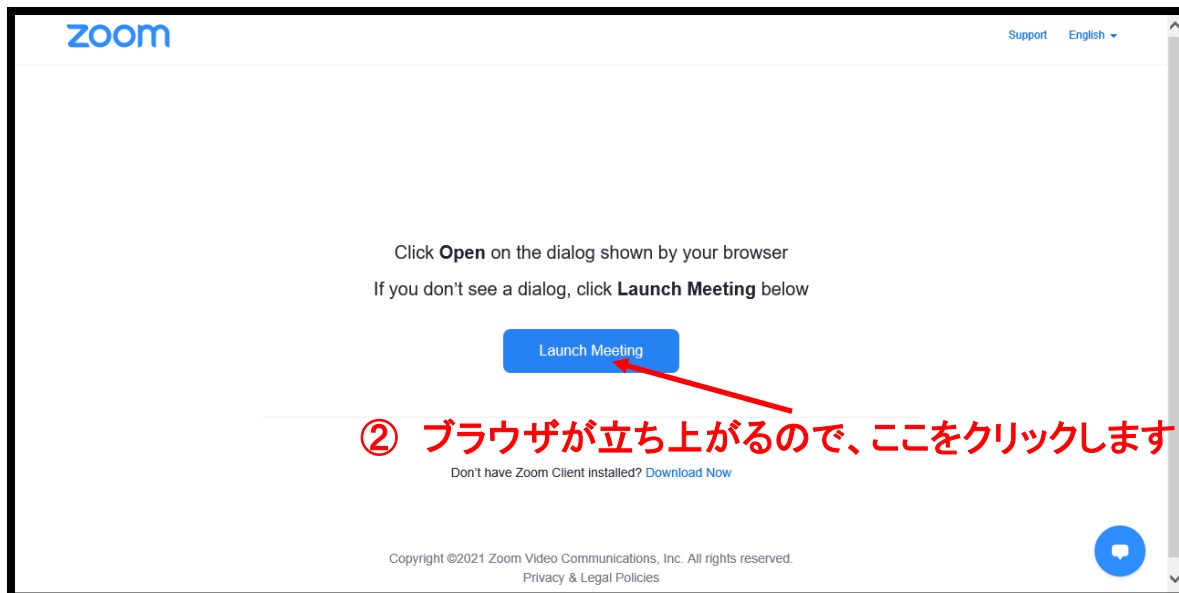 zoom
Support English
Click Open on the dialog shown by your browser
If you don't see a dialog, click Launch Meeting below
Launch Meeting
② ブラウザが立ち上がるので、ここをクリックします
Don't have Zoom Client installed? Download Now
Copyright ©2021 Zoom Video Communications, Inc. All rights reserved.
Privacy & Legal Policies